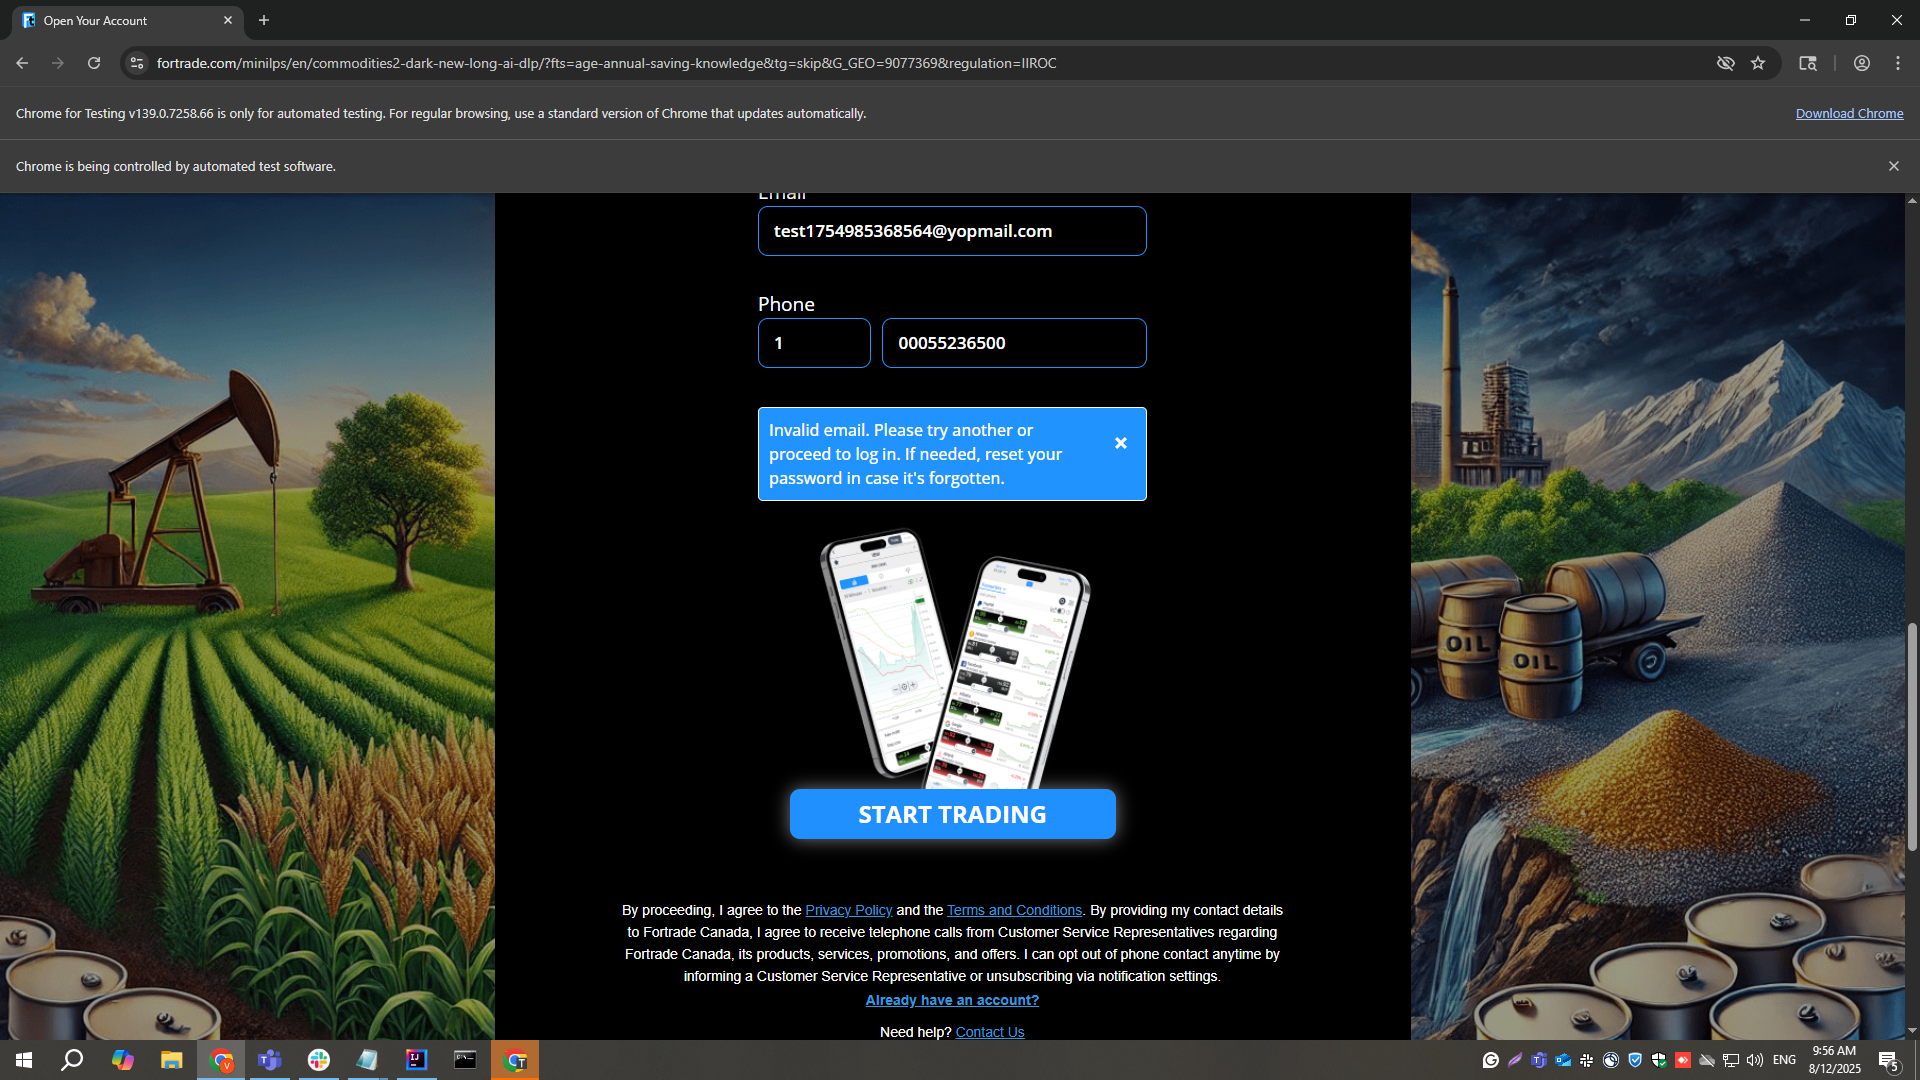 Open Your Account
fortrade.com/minilps/en/commodities2-dark-new-long-ai-dlp/?fts=age-annual-saving-knowledge&tg=skip&G_GEO=9077369&regulation=IIROC
Chrome for Testing v139.0.7258.66 is only for automated testing. For regular browsing, use a standard version of Chrome that updates automatically.
Download Chrome
Chrome is being controlled by automated test software.
Email
test1754985368564@yopmail.com
Phone
1
00055236500
Invalid email. Please try another or
proceed to log in. If needed, reset your
password in case it's forgotten.
OIL
OIL
START TRADING
By proceeding, I agree to the Privacy Policy and the Terms and Conditions. By providing my contact details
to Fortrade Canada, I agree to receive telephone calls from Customer Service Representatives regarding
Fortrade Canada, its products, services, promotions, and offers. I can opt out of phone contact anytime by
informing a Customer Service Representative or unsubscribing via notification settings.
Already have an account?
Need help? Contact Us
ENG
9:56 AM
8/12/2025
5